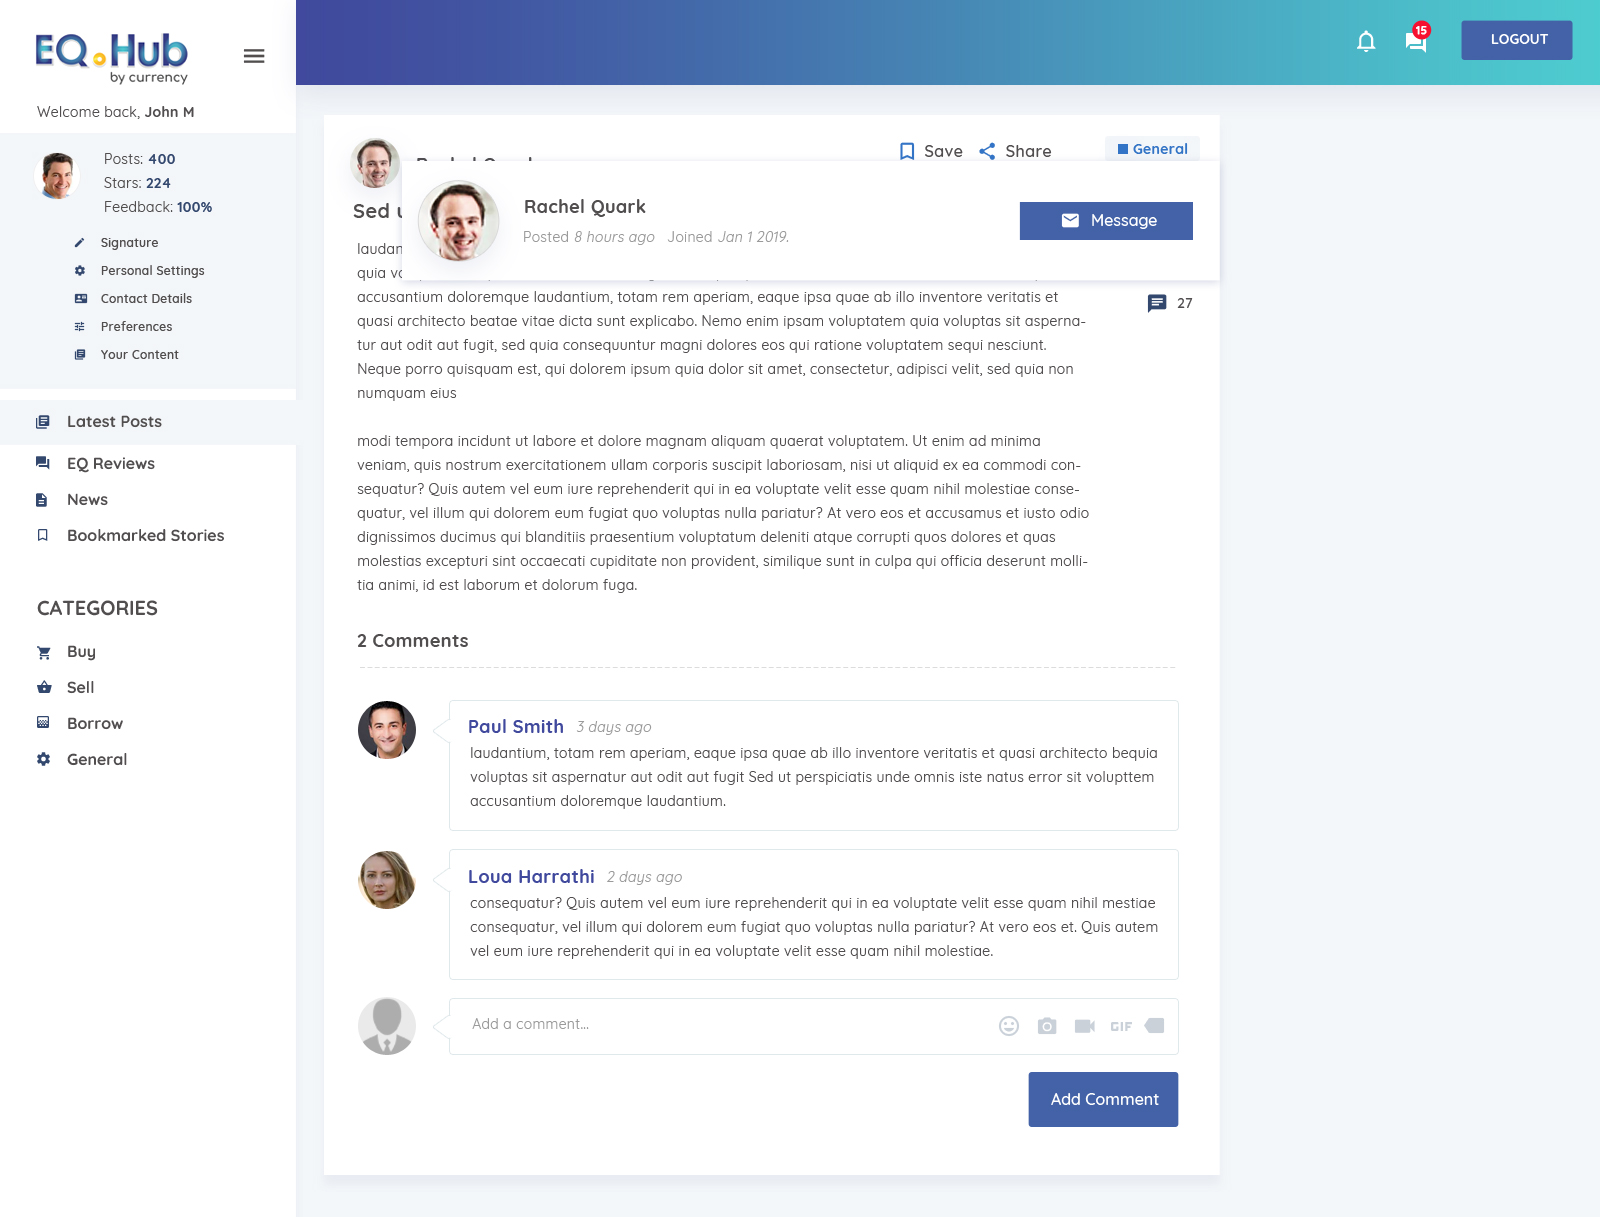 EQ.Hub
by currency
Welcome back, John M
Posts: 400
Stars: 224
Feedback: 100%
Signature
Personal Settings
Contact Details
Preferences
Your Content
Latest Posts
EQ Reviews
News
Bookmarked Stories
CATEGORIES
Buy
Sell
Borrow
General
15
LOGOUT
Save
Share
General
Sed
Rachel Quark
Posted 8 hours ago Joined Jan 1 2019.
Message
27
laudan
quia
accusantium doloremque laudantium, totam rem aperiam, eaque ipsa quae ab illo inventore veritatis et
quasi architecto beatae vitae dicta sunt explicabo. Nemo enim ipsam voluptatem quia voluptas sit asperna-
tur aut odit aut fugit, sed quia consequuntur magni dolores eos qui ratione voluptatem sequi nesciunt.
Neque porro quisquam est, qui dolorem ipsum quia dolor sit amet, consectetur, adipisci velit, sed quia non
numquam eius
modi tempora incidunt ut labore et dolore magnam aliquam quaerat voluptatem. Ut enim ad minima
veniam, quis nostrum exercitationem ullam corporis suscipit laboriosam, nisi ut aliquid ex ea commodi con-
sequatur? Quis autem vel eum iure reprehenderit qui in ea voluptate velit esse quam nihil molestiae conse-
quatur, vel illum qui dolorem eum fugiat quo voluptas nulla pariatur? At vero eos et accusamus et iusto odio
dignissimos ducimus qui blanditiis praesentium voluptatum deleniti atque corrupti quos dolores et quas
molestias excepturi sint occaecati cupiditate non provident, similique sunt in culpa qui officia deserunt molli-
tia animi, id est laborum et dolorum fuga.
2 Comments
Paul Smith 3 days ago
laudantium, totam rem aperiam, eaque ipsa quae ab illo inventore veritatis et quasi architecto bequia
voluptas sit aspernatur aut odit aut fugit Sed ut perspiciatis unde omnis iste natus error sit volupttem
accusantium doloremque laudantium.
Loua Harrathi 2 days ago
consequatur? Quis autem vel eum iure reprehenderit qui in ea voluptate velit esse quam nihil mestiae
consequatur, vel illum qui dolorem eum fugiat quo voluptas nulla pariatur? At vero eos et. Quis autem
vel eum iure reprehenderit qui in ea voluptate velit esse quam nihil molestiae.
Add a comment...
GIF
Add Comment